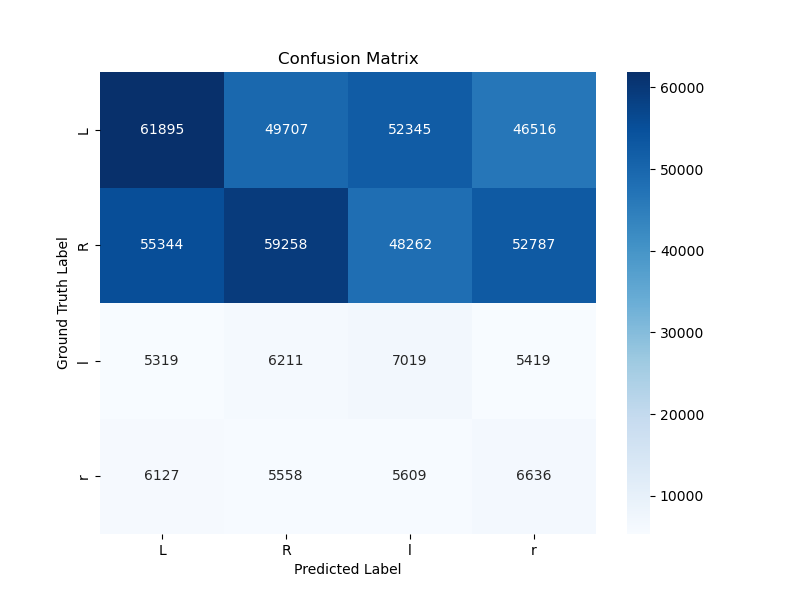 Confusion Matrix
L 61895 49707 52345 46516
R 55344 59258 48262 52787
l 5319 6211 7019 5419
r 6127 5558 5609 6636
L R l r
Predicted Label
Ground Truth Label
60000
50000
40000
30000
20000
10000